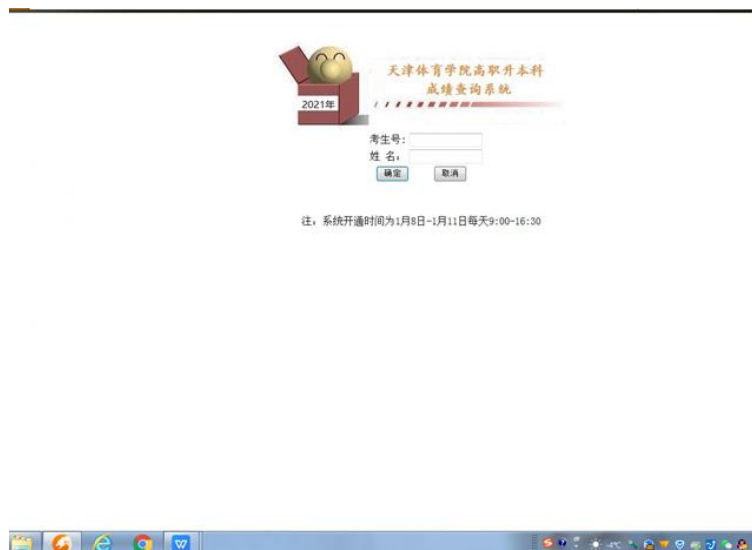 天津体育学院高职升本科
成绩查询系统
2021年
考生号:
姓 名:
确定
取消
注: 系统开通时间为1月8日-1月11日每天9:00-16:30